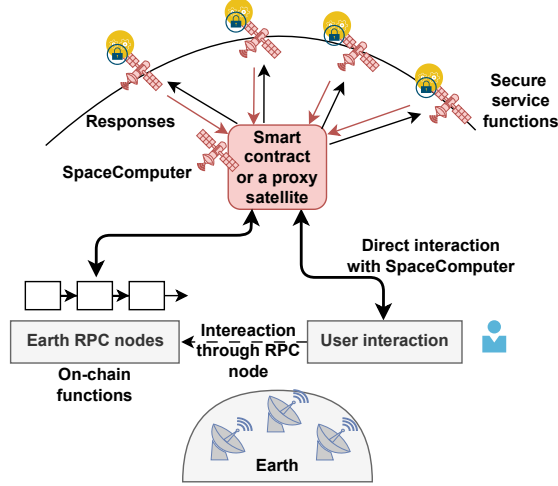 Secure
service
functions
Responses
SpaceComputer
Smart
contract
or a proxy
satellite
Direct interaction
with SpaceComputer
Earth RPC nodes
Intereaction
through RPC
node
User interaction
On-chain
functions
Earth